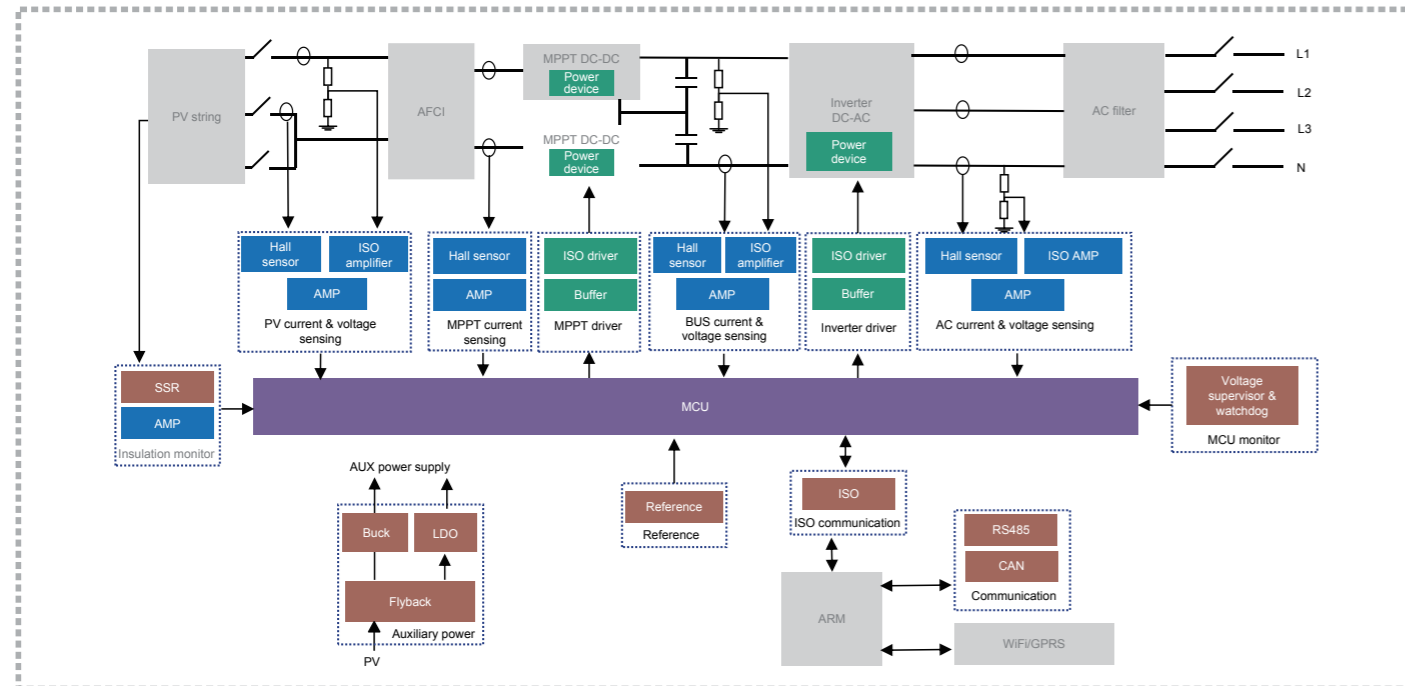 L1
L2
L3
N
PV string
AFCI
MPPT DC-DC
Power
device
MPPT DC-DC
Power
device
Inverter
DC-AC
Power
device
AC filter
Hall
sensor
ISO
amplifier
AMP
PV current & voltage
sensing
Hall sensor
AMP
MPPT current
sensing
ISO driver
Buffer
MPPT driver
Hall
sensor
ISO
amplifier
AMP
BUS current &
voltage sensing
ISO driver
Buffer
Inverter driver
Hall sensor
ISO AMP
AMP
AC current & voltage sensing
SSR
AMP
Insulation monitor
MCU
Voltage
supervisor &
watchdog
MCU monitor
AUX power supply
Buck
LDO
Flyback
Auxiliary power
PV
Reference
Reference
ISO
ISO communication
RS485
CAN
Communication
ARM
WiFi/GPRS